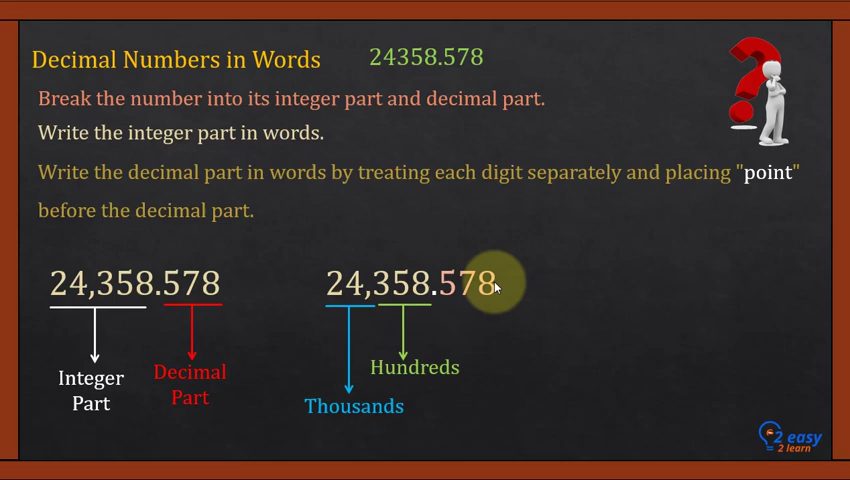 Decimal Numbers in Words 24358.578
Break the number into its integer part and decimal part.
Write the integer part in words.
Write the decimal part in words by treating each digit separately and placing "point"
before the decimal part.
24,358.578 24,358.578
Integer
Part
Decimal
Part
Hundreds
Thousands
2 easy
2 learn